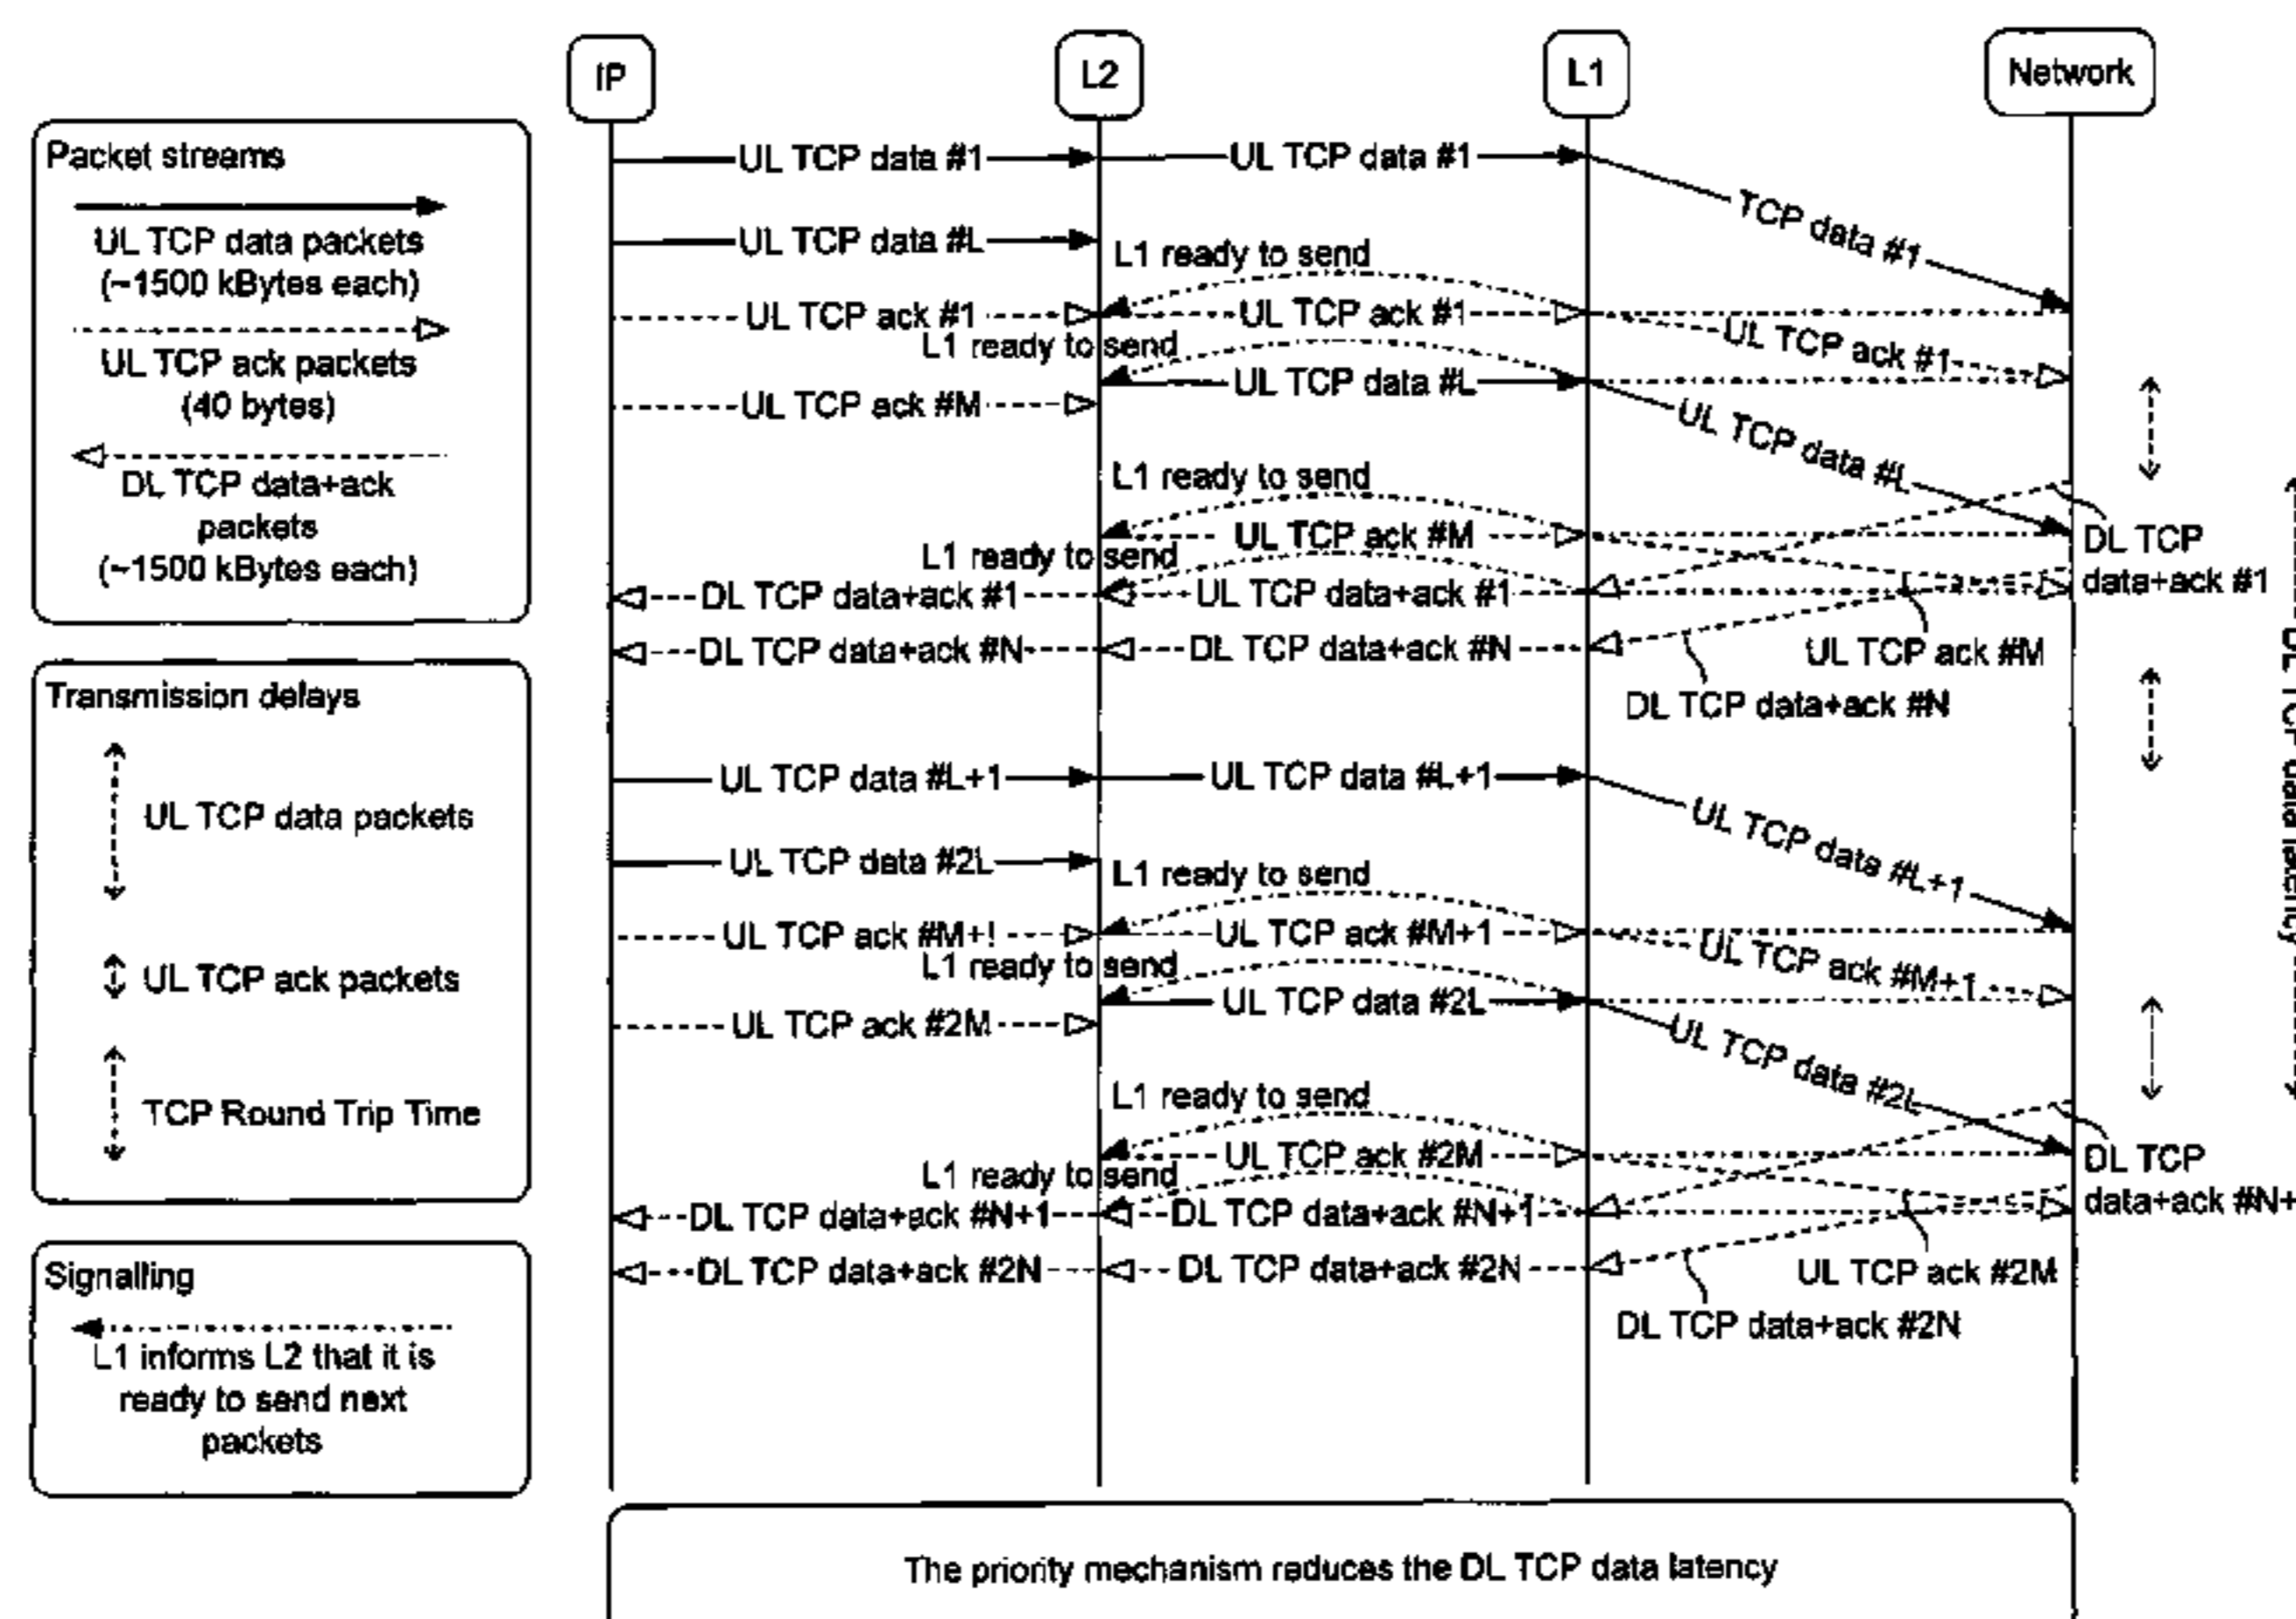 IP
L2
L1
Network
Packet streams
UL TCP data packets
(~1500 kBytes each)
UL TCP ack packets
(40 bytes)
DL TCP data+ack
packets
(~1500 kBytes each)
Transmission delays
UL TCP data packets
UL TCP ack packets
TCP Round Trip Time
Signalling
L1 informs L2 that it is
ready to send next
packets
UL TCP data #1
UL TCP data #1
TCP data #1
UL TCP data #L
L1 ready to send
UL TCP ack #1
UL TCP ack #1
UL TCP ack #1
L1 ready to send
UL TCP data #L
UL TCP ack #M
UL TCP data #L
L1 ready to send
UL TCP ack #M
DL TCP
data+ack #1
L1 ready to send
DL TCP data+ack #1
UL TCP data+ack #1
DL TCP data+ack #N
DL TCP data+ack #N
UL TCP ack #M
DL TCP data+ack #N
DL TCP data latency
UL TCP data #L+1
UL TCP data #L+1
UL TCP data #L+1
UL TCP data #2L
L1 ready to send
UL TCP ack #M+!
UL TCP ack #M+1
UL TCP ack #M+1
L1 ready to send
UL TCP data #2L
UL TCP ack #2M
UL TCP data #2L
L1 ready to send
UL TCP ack #2M
DL TCP
data+ack #N+
L1 ready to send
DL TCP data+ack #N+1
DL TCP data+ack #N+1
DL TCP data+ack #2N
DL TCP data+ack #2N
UL TCP ack #2M
DL TCP data+ack #2N
The priority mechanism reduces the DL TCP data latency